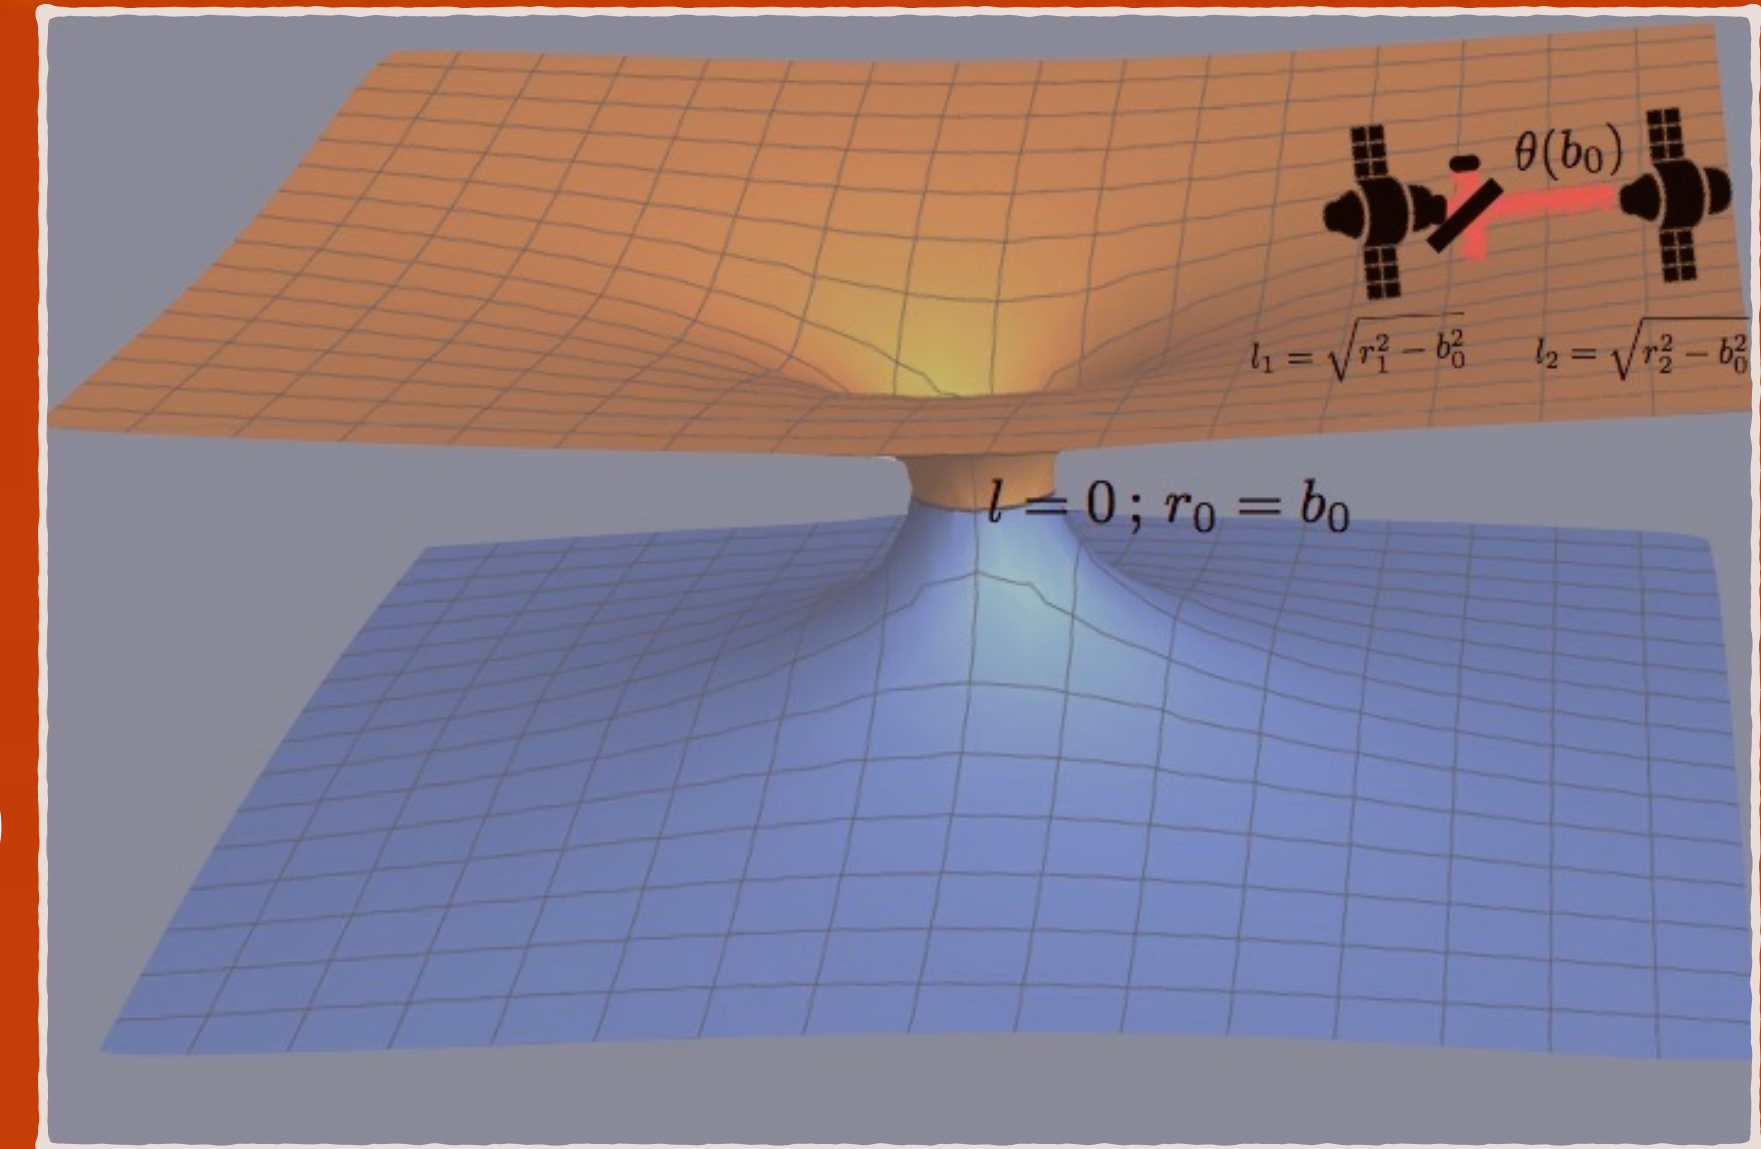 θ(b₀)
l₁ = √(r₁² − b₀²) l₂ = √(r₂² − b₀²)
l = 0 ; r₀ = b₀